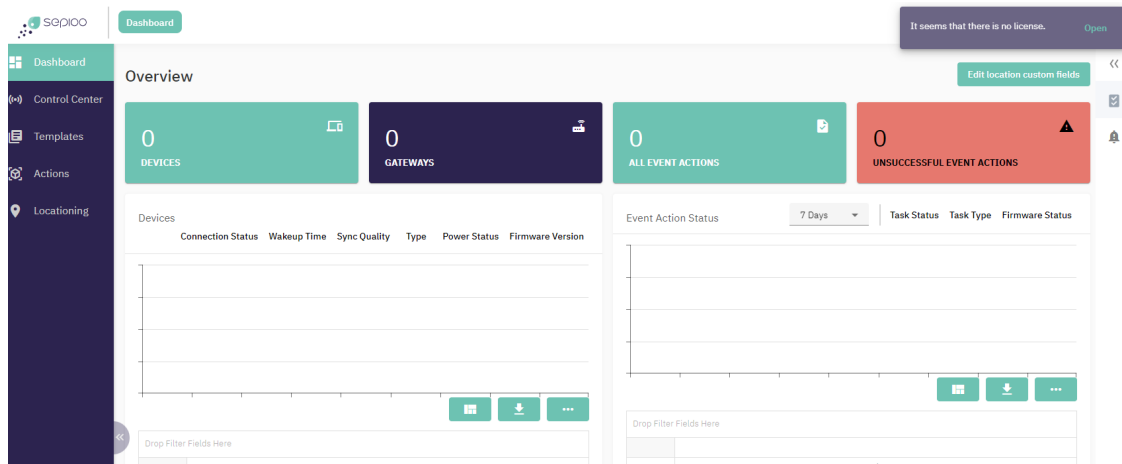 sepioo
Dashboard
It seems that there is no license.
Open
Dashboard
Control Center
Templates
Actions
Locationing
Overview
Edit location custom fields
0
DEVICES
0
GATEWAYS
0
ALL EVENT ACTIONS
0
UNSUCCESSFUL EVENT ACTIONS
Devices
Connection Status Wakeup Time Sync Quality Type Power Status Firmware Version
Event Action Status
7 Days
Task Status Task Type Firmware Status
Drop Filter Fields Here
Drop Filter Fields Here